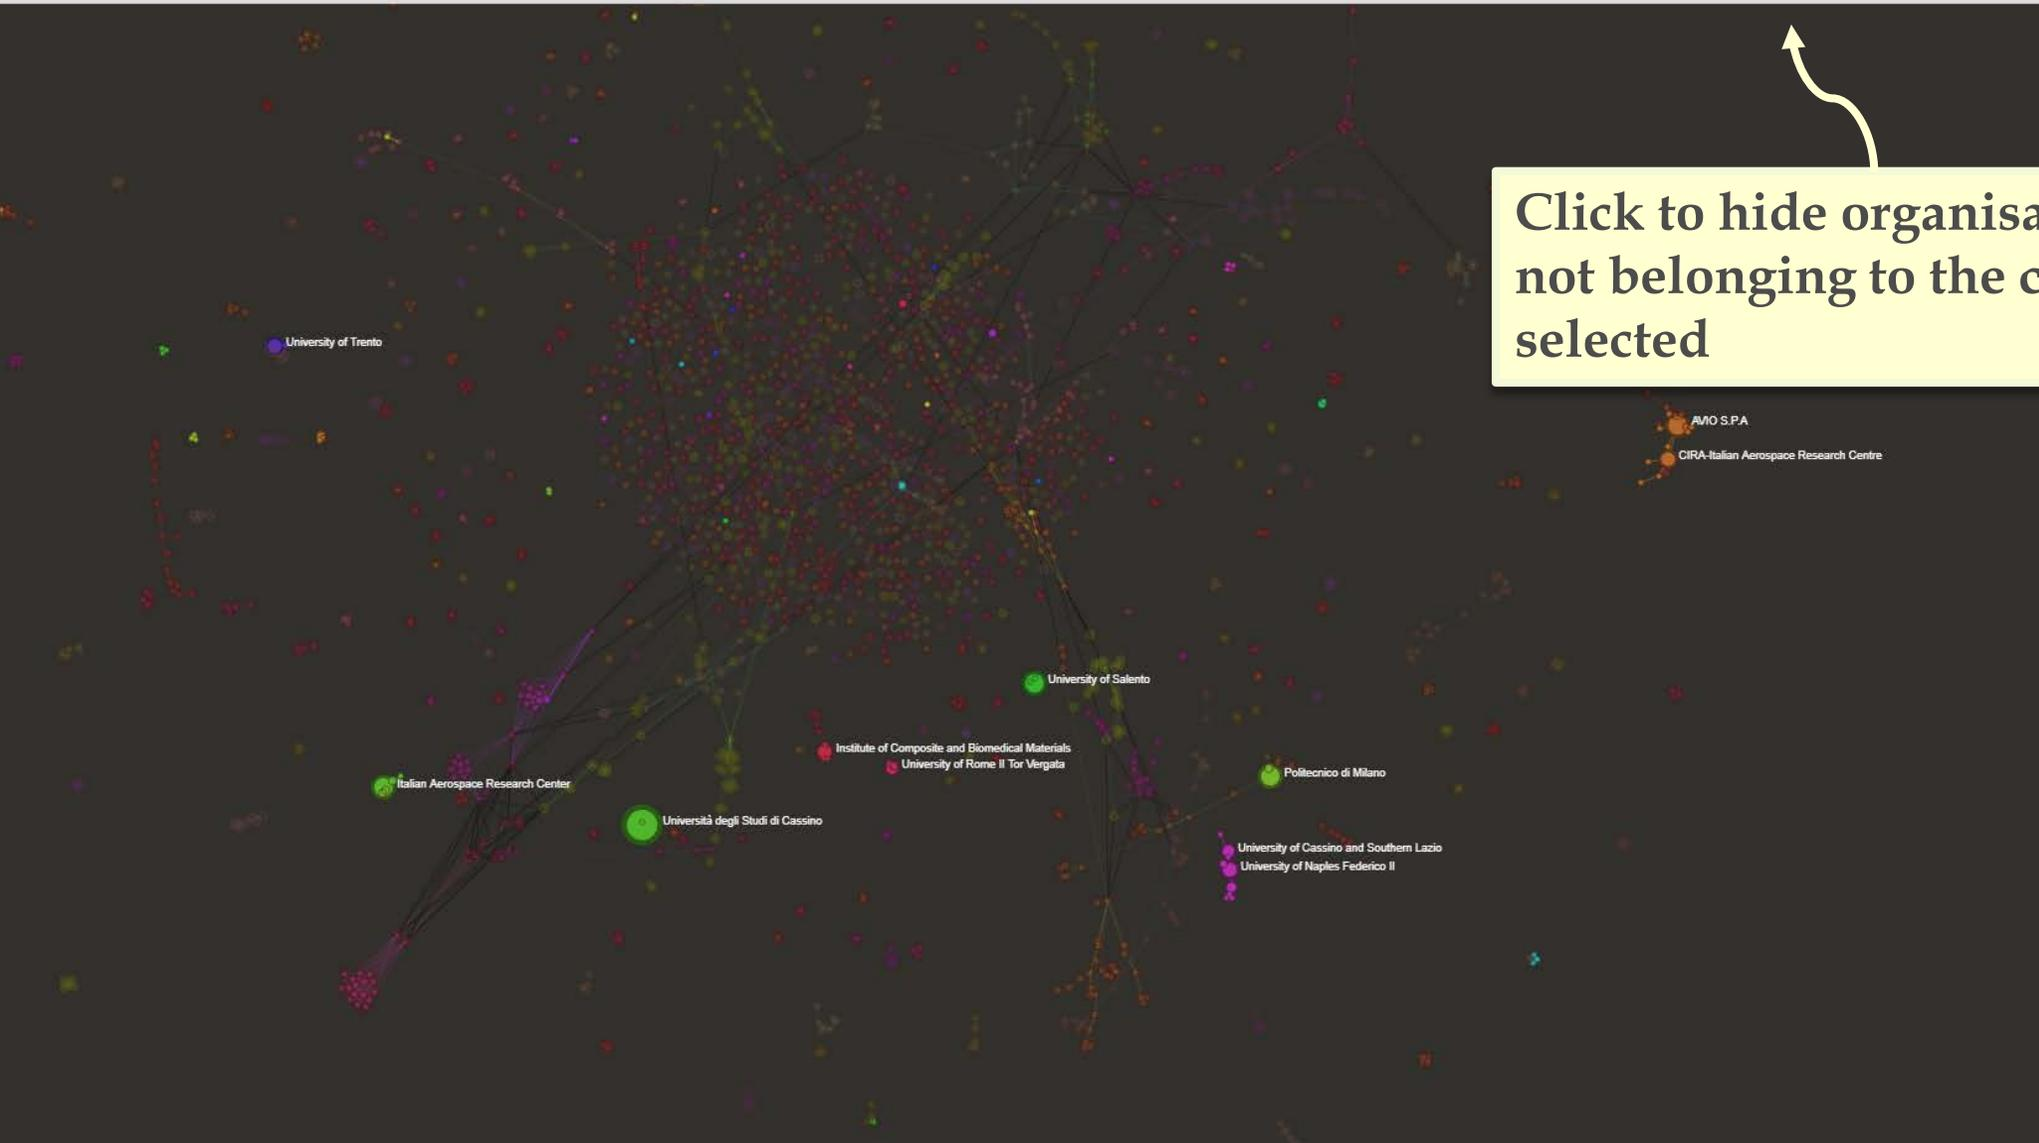 Click to hide organisa
not belonging to the c
selected
University of Trento
AVIO S.P.A
CIRA-Italian Aerospace Research Centre
University of Salento
Institute of Composite and Biomedical Materials
University of Rome II Tor Vergata
Politecnico di Milano
Italian Aerospace Research Center
Università degli Studi di Cassino
University of Cassino and Southern Lazio
University of Naples Federico II